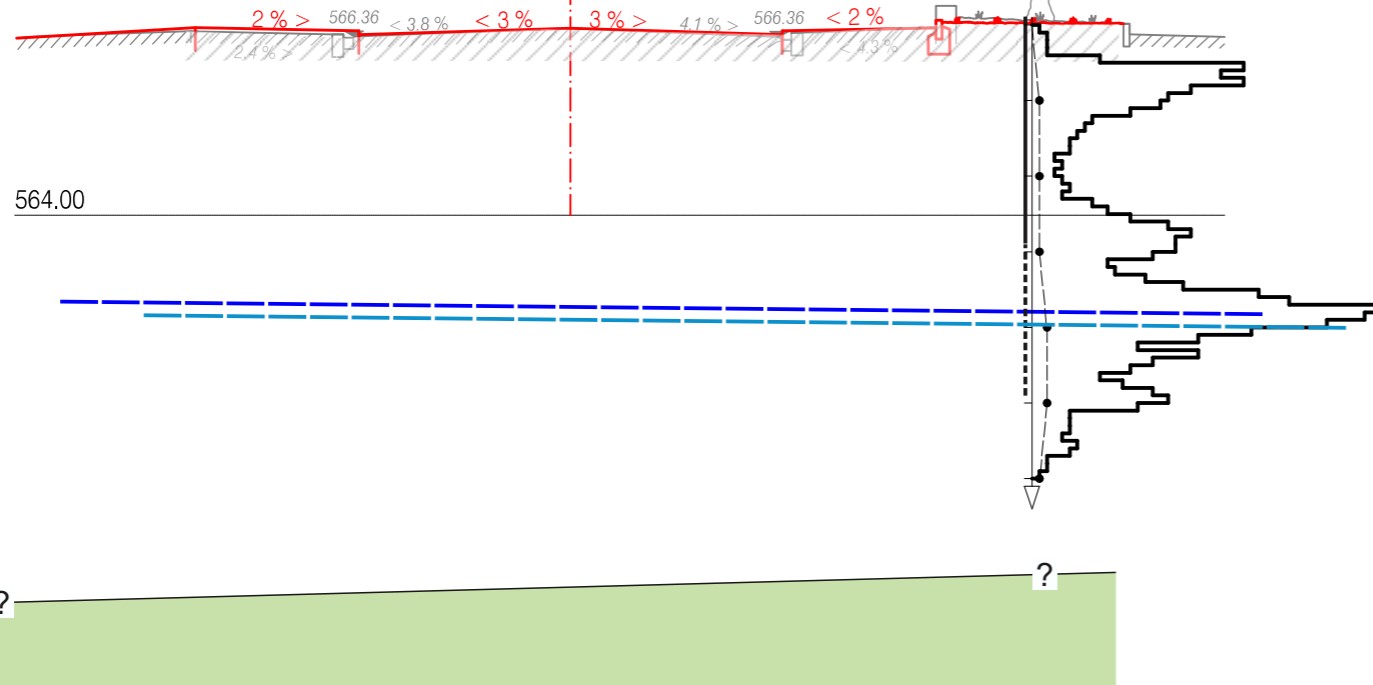 2 % > 566.36 < 3.8 % < 3 % 3 % > 4.1 % > 566.36 < 2 %
2.4 % > < 4.3 %
564.00
?
?